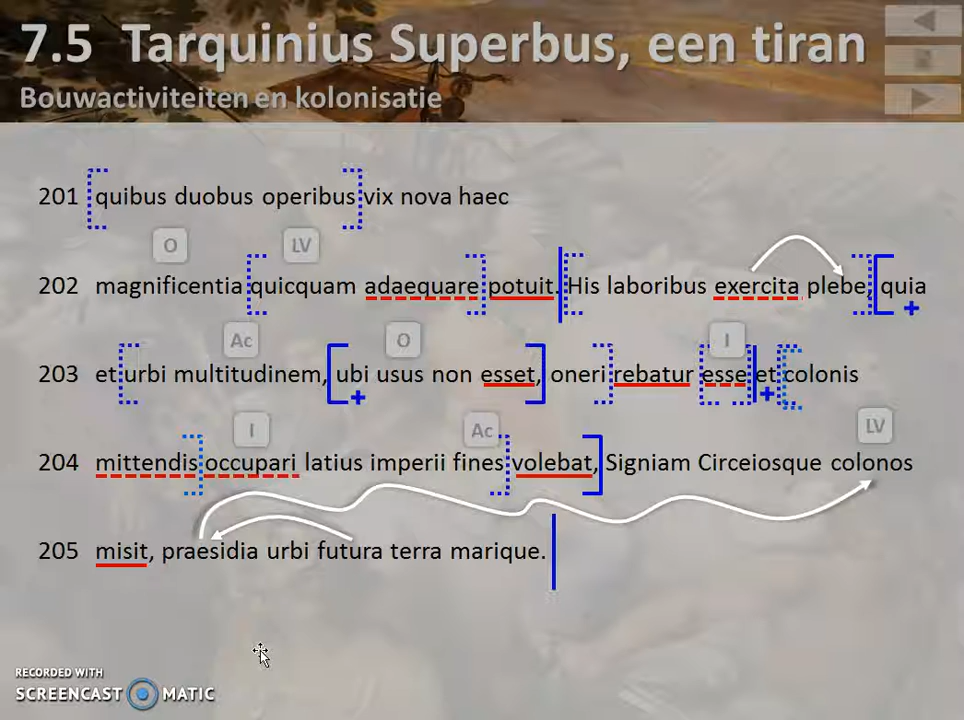 7.5 Tarquinius Superbus, een tiran
Bouwactiviteiten en kolonisatie
201 quibus duobus operibus vix nova haec
O LV
202 magnificentia quicquam adaequare potuit. His laboribus exercita plebe, quia
+
Ac O I
203 et urbi multitudinem, ubi usus non esset, oneri rebatur esse et colonis
+ +
I Ac LV
204 mittendis occupari latius imperii fines volebat, Signiam Circeiosque colonos
205 misit, praesidia urbi futura terra marique.
RECORDED WITH
SCREENCAST MATIC